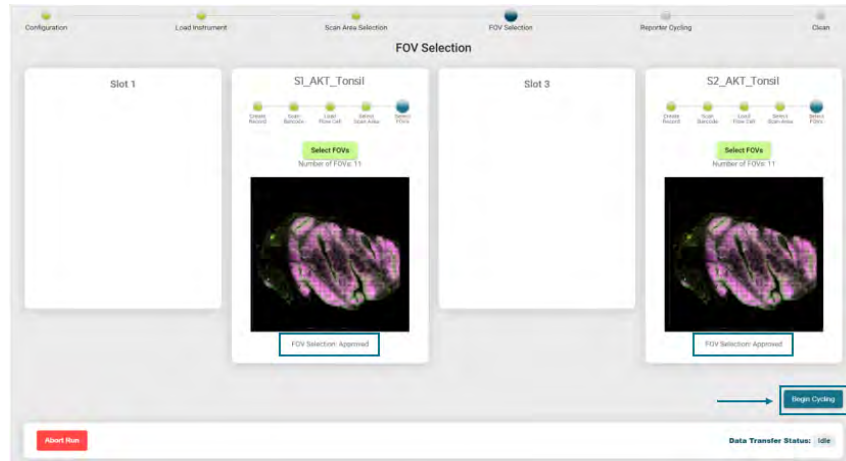 Configuration Load Instrument Scan Area Selection FOV Selection Reporter Cycling Clean
FOV Selection
Slot 1
S1_AKT_Tonsil
Create Record Scan Barcode Load Flow Cell Select Scan Area Select FOVs
Select FOVs
Number of FOVs: 11
FOV Selection: Approved
Slot 3
S2_AKT_Tonsil
Create Record Scan Barcode Load Flow Cell Select Scan Area Select FOVs
Select FOVs
Number of FOVs: 11
FOV Selection: Approved
Begin Cycling
Abort Run
Data Transfer Status: Idle